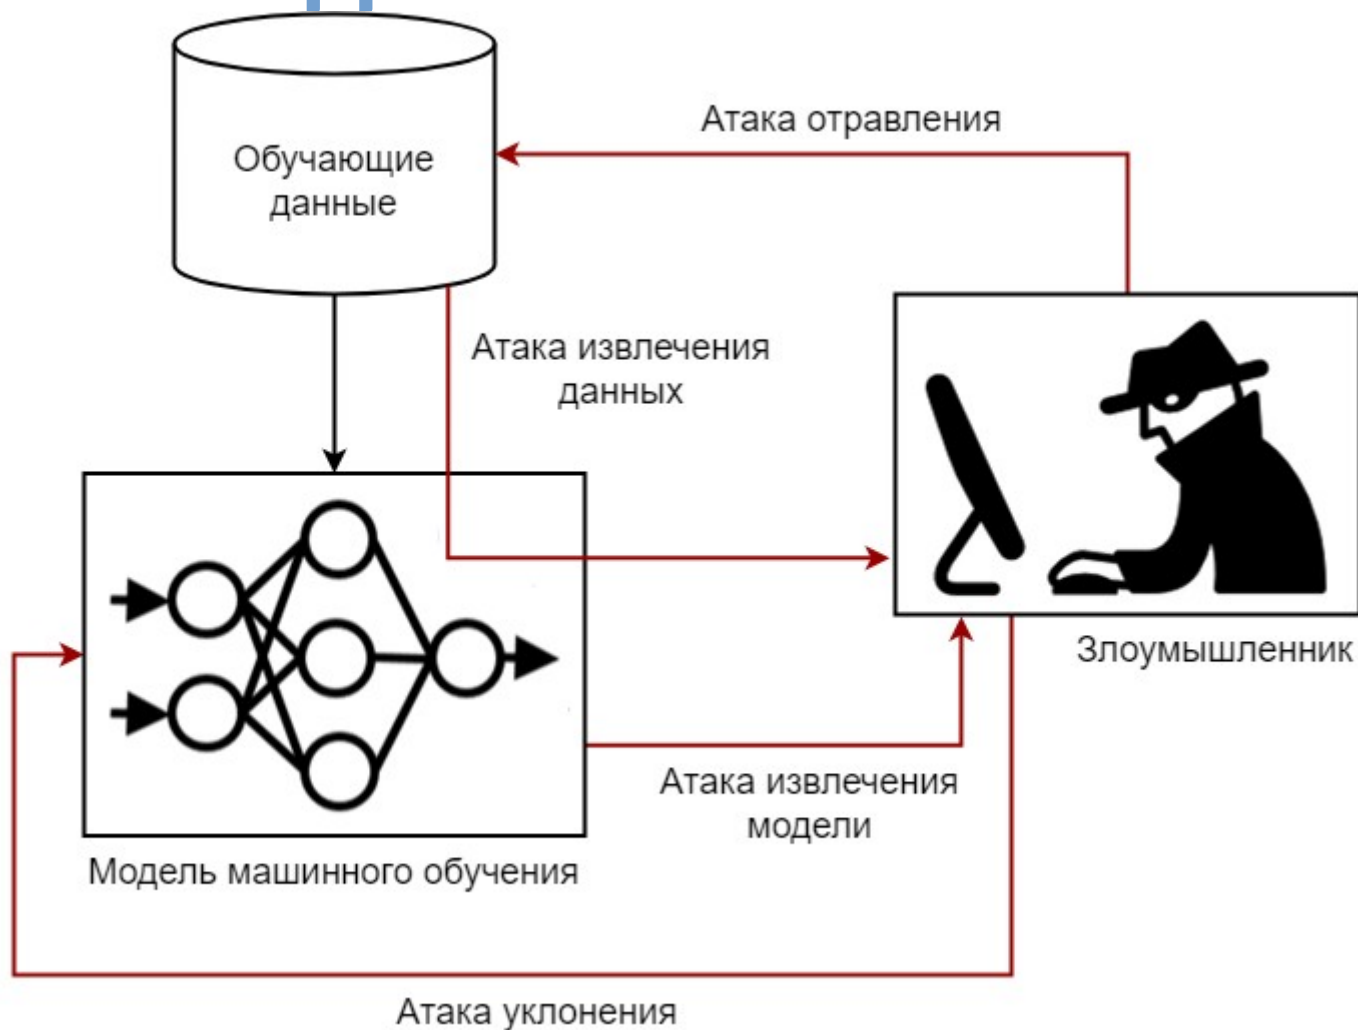 Атака отравления
Обучающие
данные
Атака извлечения
данных
Злоумышленник
Атака извлечения
модели
Модель машинного обучения
Атака уклонения